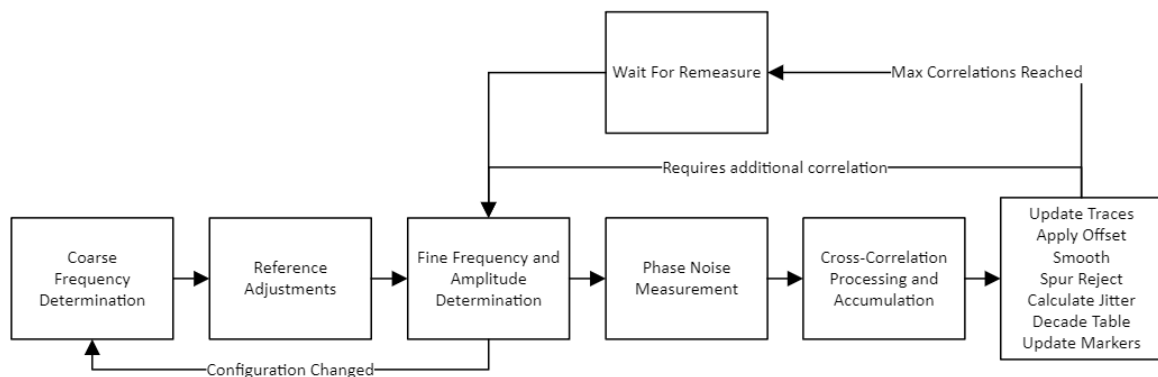 Wait For Remeasure
Max Correlations Reached
Requires additional correlation
Coarse
Frequency
Determination
Reference
Adjustments
Fine Frequency and
Amplitude
Determination
Phase Noise
Measurement
Cross-Correlation
Processing and
Accumulation
Update Traces
Apply Offset
Smooth
Spur Reject
Calculate Jitter
Decade Table
Update Markers
Configuration Changed